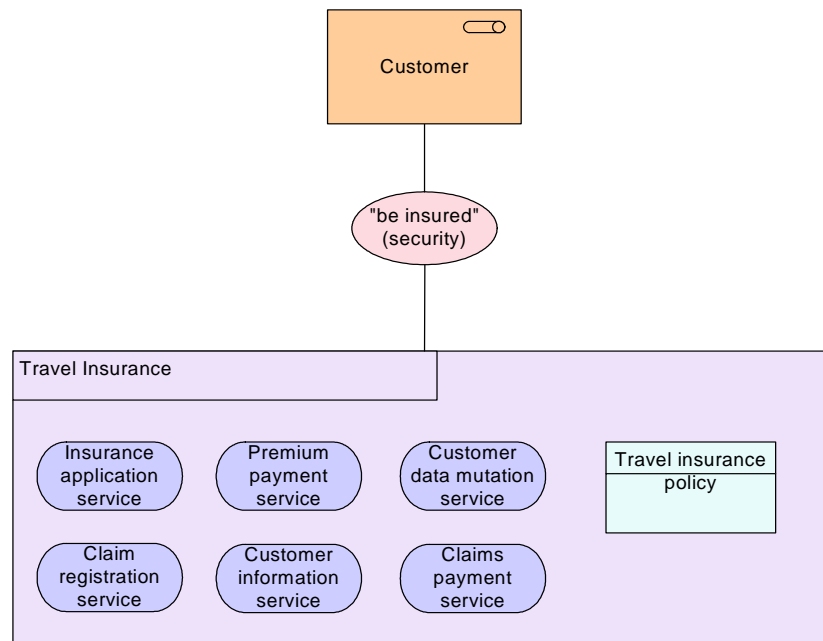 Customer
"be insured"
(security)
Travel Insurance
Insurance
application
service
Premium
payment
service
Customer
data mutation
service
Travel insurance
policy
Claim
registration
service
Customer
information
service
Claims
payment
service